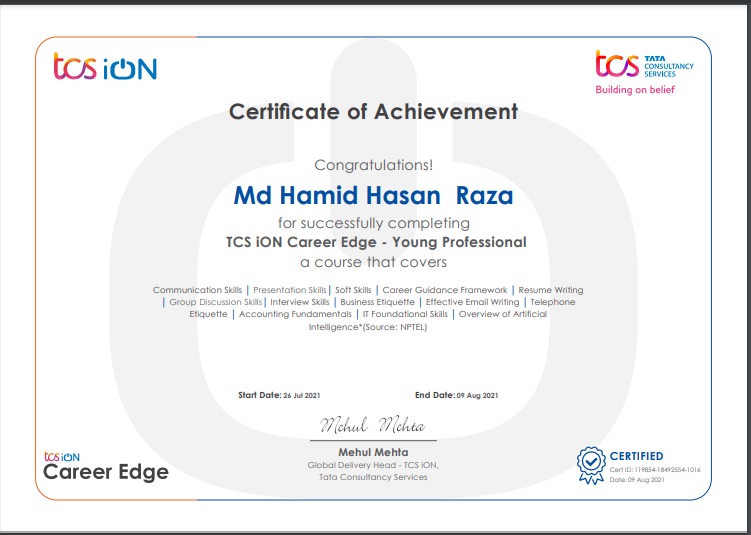 tcs iON
tcs TATA
CONSULTANCY
SERVICES
Building on belief
Certificate of Achievement
Congratulations!
Md Hamid Hasan Raza
for successfully completing
TCS iON Career Edge - Young Professional
a course that covers
Communication Skills | Presentation Skills | Soft Skills | Career Guidance Framework | Resume Writing
| Group Discussion Skills | Interview Skills | Business Etiquette | Effective Email Writing | Telephone
Etiquette | Accounting Fundamentals | IT Foundational Skills | Overview of Artificial
Intelligence*(Source: NPTEL)
Start Date: 26 Jul 2021 End Date: 09 Aug 2021
Mehul Mehta
Mehul Mehta
Global Delivery Head - TCS iON,
Tata Consultancy Services
tcs iON
Career Edge
CERTIFIED
Cert ID: 119854-18492554-1016
Date: 09 Aug 2021